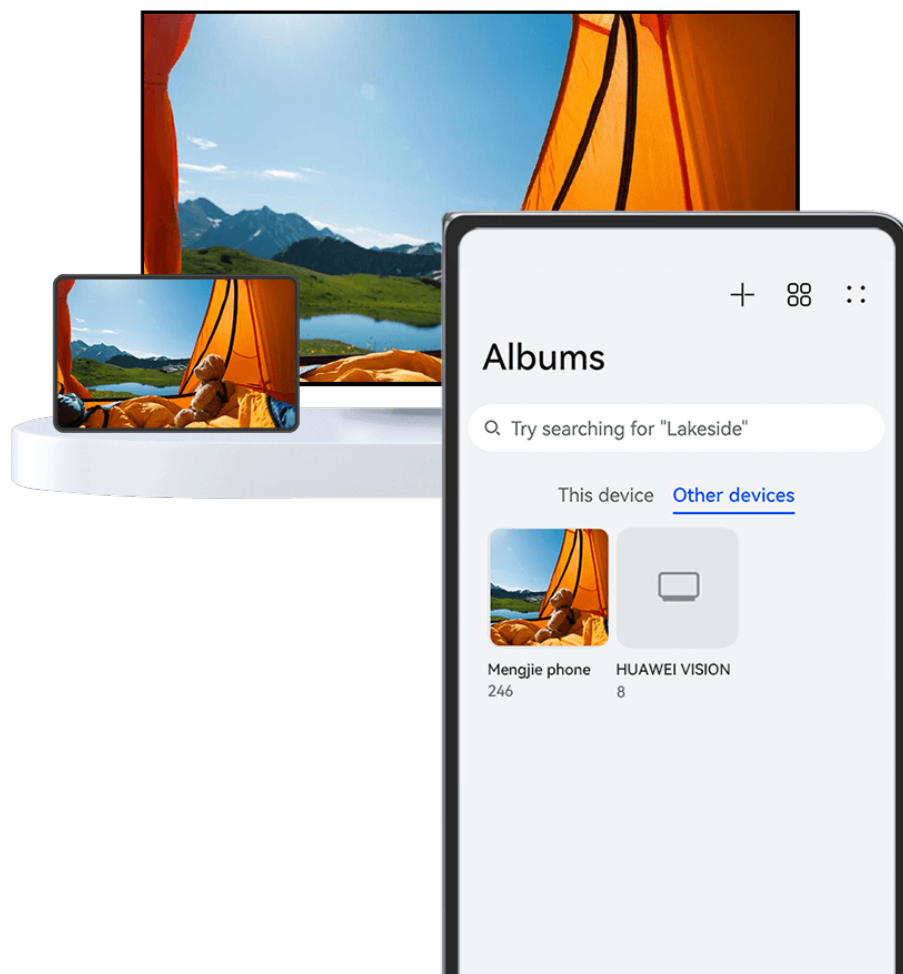 Albums
Try searching for "Lakeside"
This device Other devices
Mengjie phone HUAWEI VISION
246 8